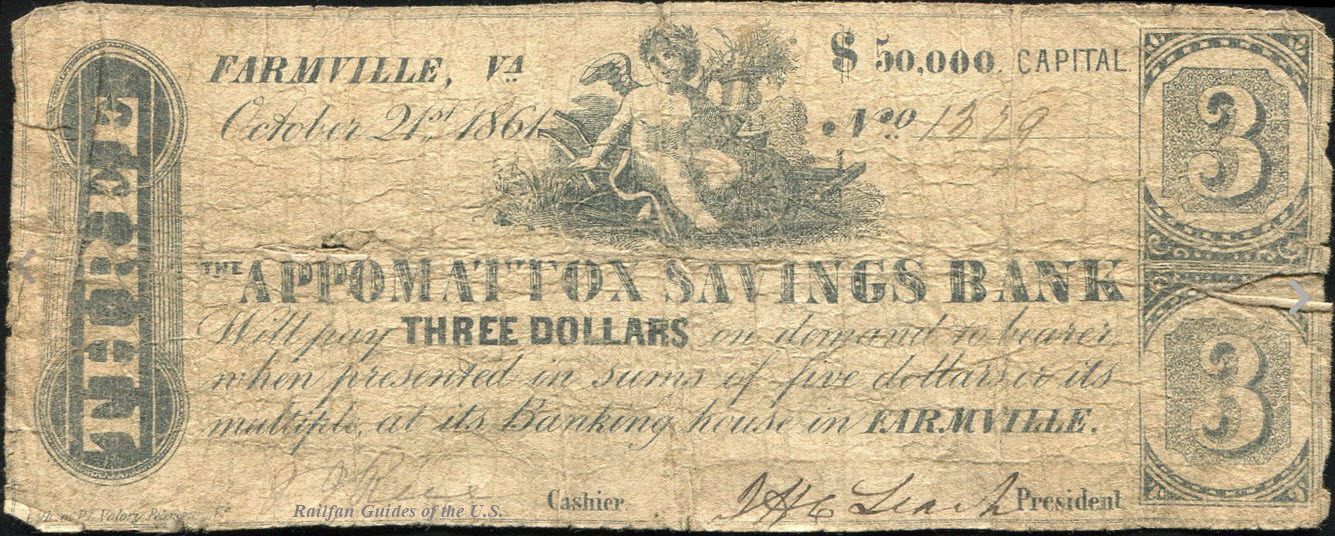 FARMVILLE, VA
$ 50,000. CAPITAL.
October 21st 1861
No 1379
THREE
3
THE APPOMATTOX SAVINGS BANK
Will pay THREE DOLLARS on demand to bearer,
when presented in sums of five dollars or its
multiple, at its Banking house in FARMVILLE.
3
Cashier
J H C Leach President
Railfan Guides of the U.S.